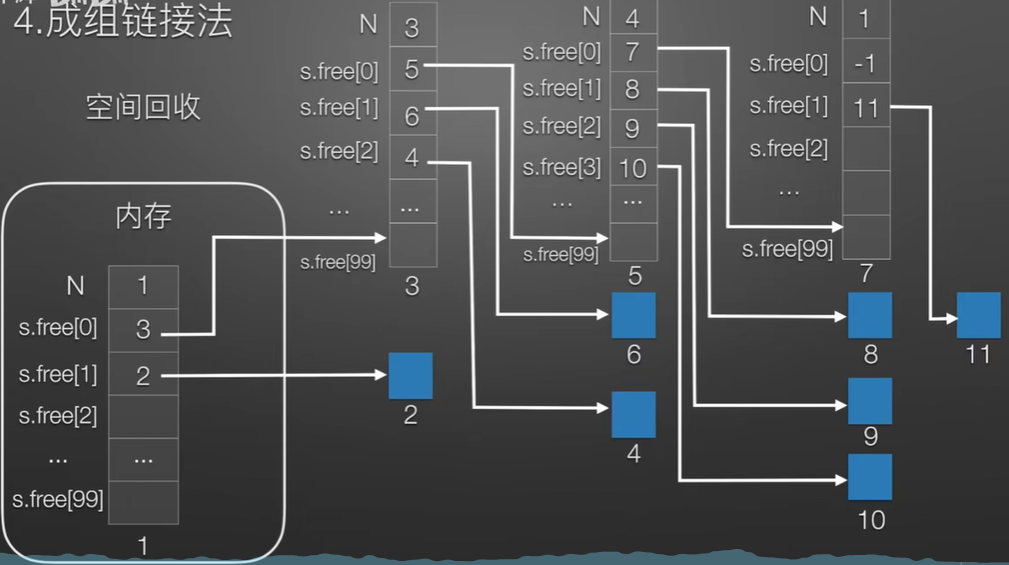 4.成组链接法
空间回收
内存
N 1
s.free[0] 3
s.free[1] 2
s.free[2]
... ...
s.free[99]
1
2
N 3
s.free[0] 5
s.free[1] 6
s.free[2] 4
... ...
s.free[99]
3
N 4
s.free[0] 7
s.free[1] 8
s.free[2] 9
s.free[3] 10
... ...
s.free[99]
5
6
4
N 1
s.free[0] -1
s.free[1] 11
s.free[2]
...
s.free[99]
7
8
11
9
10